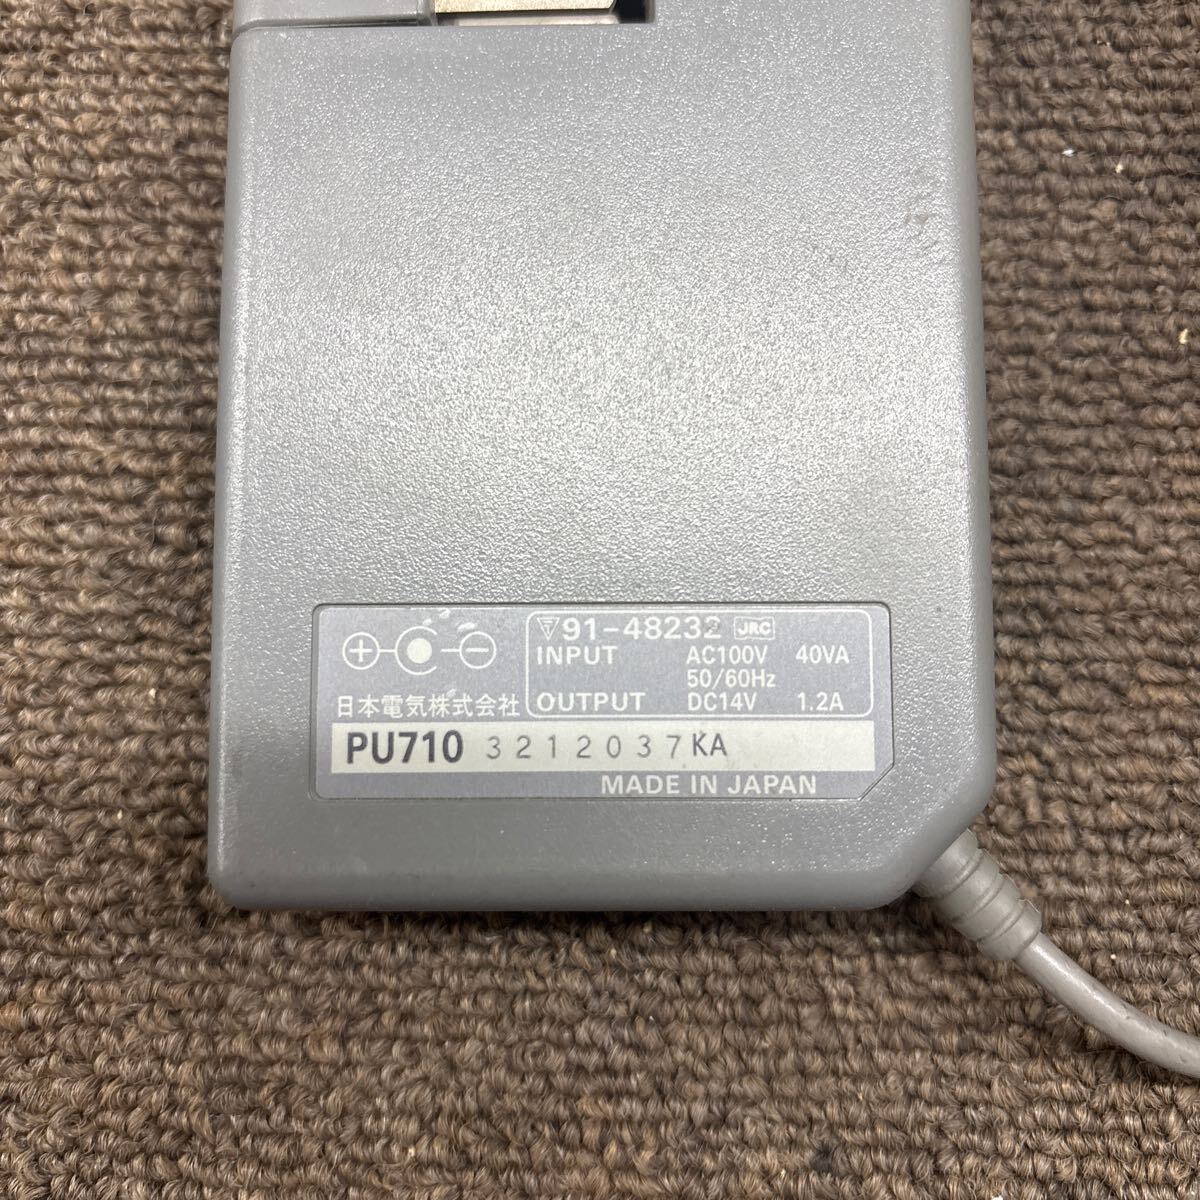 ▽〒91-48232 JRC
INPUT AC100V 40VA
50/60Hz
OUTPUT DC14V 1.2A
日本電気株式会社
PU710 3212037KA
MADE IN JAPAN